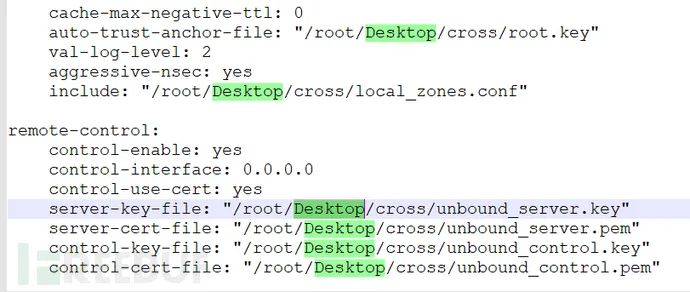 cache-max-negative-ttl: 0
auto-trust-anchor-file: "/root/Desktop/cross/root.key"
val-log-level: 2
aggressive-nsec: yes
include: "/root/Desktop/cross/local_zones.conf"
remote-control:
control-enable: yes
control-interface: 0.0.0.0
control-use-cert: yes
server-key-file: "/root/Desktop/cross/unbound_server.key"
server-cert-file: "/root/Desktop/cross/unbound_server.pem"
control-key-file: "/root/Desktop/cross/unbound_control.key"
control-cert-file: "/root/Desktop/cross/unbound_control.pem"
FREEBUF